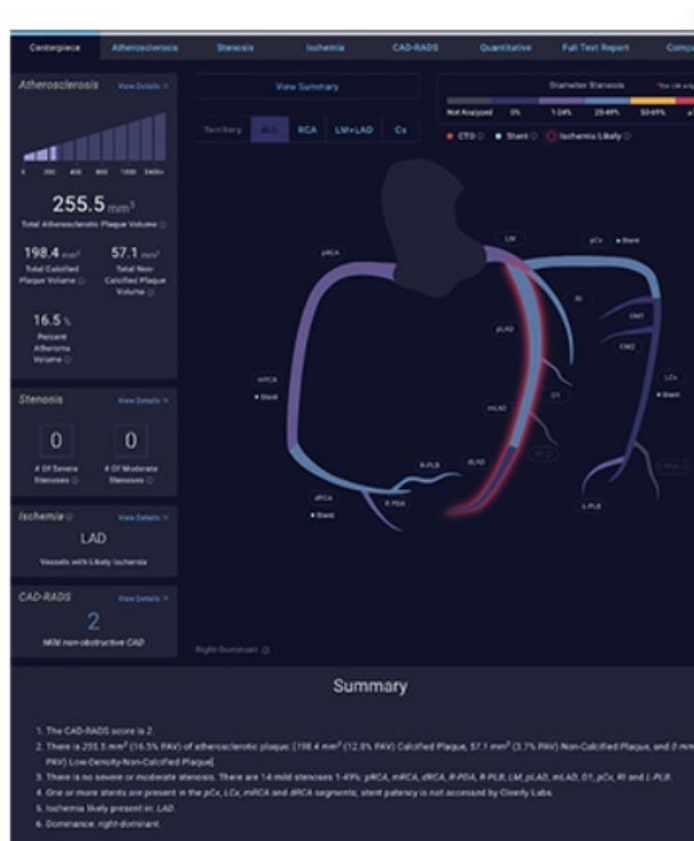 Centerpiece Atherosclerosis Stenosis Ischemia CAD-RADS Quantitative Full Text Report
Atherosclerosis View Details
View Summary
Diameter Stenosis
Not Analyzed 0% 1-24% 25-49% 50-69%
Territory ALL RCA LM+LAD Cx
CTO Stent Ischemia Likely
0 200 400 800 1200
255.5 mm³
Total Atherosclerotic Plaque Volume
198.4 mm³ 57.1 mm³
Total Calcified Plaque Volume
Total Non-Calcified Plaque Volume
16.5 %
Percent Atheroma Volume
LM
pCx Stent
pRCA
RI
OM1
OM2
pLAD
LCx
Stent
mRCA
Stent
D1
mLAD
R-PLB
dLAD
dRCA
Stent
R-PDA
L-PLB
Stenosis View Details
0 0
# Of Severe Stenoses
# Of Moderate Stenoses
Ischemia View Details
LAD
Vessels with Likely Ischemia
CAD-RADS View Details
2
Mild non-obstructive CAD
Right-Dominant
Summary
1. The CAD-RADS score is 2.
2. There is 255.5 mm³ (16.5% PAV) of atherosclerotic plaque: [198.4 mm³ (12.8% PAV) Calcified Plaque, 57.1 mm³ (3.7% PAV) Non-Calcified Plaque, and 0 mm
PAV) Low-Density-Non-Calcified Plaque].
3. There is no severe or moderate stenosis. There are 14 mild stenoses 1-49%: pRCA, mRCA, dRCA, R-PDA, R-PLB, LM, pLAD, mLAD, D1, pCx, RI and L-PLB.
4. One or more stents are present in the pCx, LCx, mRCA and dRCA segments; stent patency is not assessed by Cleerly Labs.
5. Ischemia likely present in: LAD.
6. Dominance: right-dominant.